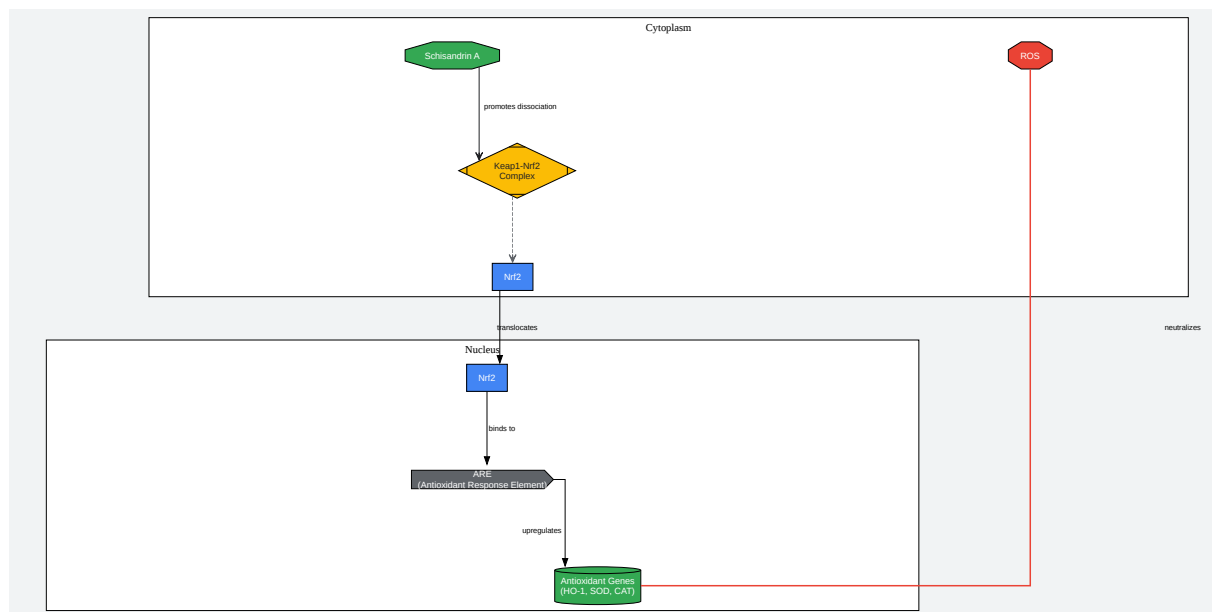 Cytoplasm
Schisandrin A
ROS
promotes dissociation
Keap1-Nrf2
Complex
Nrf2
translocates
neutralizes
Nucleus
Nrf2
binds to
ARE
(Antioxidant Response Element)
upregulates
Antioxidant Genes
(HO-1, SOD, CAT)